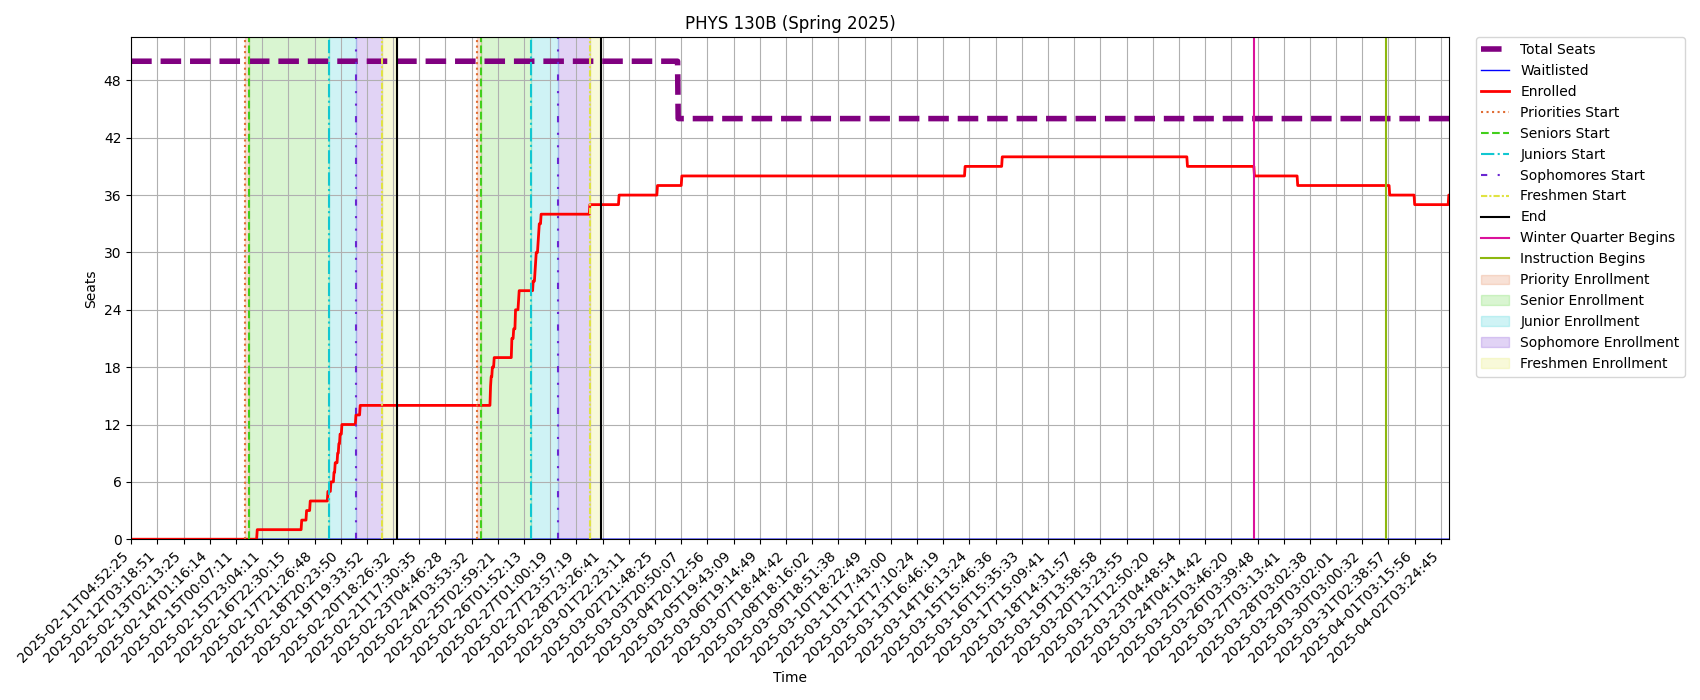 PHYS 130B (Spring 2025)
Seats
48
42
36
30
24
18
12
6
0
2025-02-11T04:52:25
2025-02-12T03:18:51
2025-02-13T02:13:25
2025-02-14T01:16:14
2025-02-15T00:07:11
2025-02-15T23:04:11
2025-02-16T22:30:15
2025-02-17T21:26:48
2025-02-18T20:23:50
2025-02-19T19:33:52
2025-02-20T18:26:32
2025-02-21T17:30:35
2025-02-24T04:46:28
2025-02-24T03:53:32
2025-02-25T02:59:21
2025-02-26T01:52:13
2025-02-27T01:00:19
2025-02-27T23:57:19
2025-02-28T23:26:41
2025-03-01T22:23:11
2025-03-02T21:48:25
2025-03-03T20:50:07
2025-03-04T20:12:56
2025-03-05T19:43:09
2025-03-06T19:14:49
2025-03-07T18:44:42
2025-03-08T18:16:02
2025-03-09T18:51:38
2025-03-10T18:22:49
2025-03-11T17:43:00
2025-03-12T17:10:24
2025-03-13T16:46:19
2025-03-14T16:13:24
2025-03-15T15:46:36
2025-03-16T15:35:33
2025-03-17T15:09:41
2025-03-18T14:31:57
2025-03-19T13:58:58
2025-03-20T13:23:55
2025-03-21T12:50:20
2025-03-23T04:48:54
2025-03-24T04:14:42
2025-03-25T03:46:20
2025-03-26T03:39:48
2025-03-27T03:13:41
2025-03-28T03:02:38
2025-03-29T03:02:01
2025-03-30T03:00:32
2025-03-31T02:38:57
2025-04-01T03:15:56
2025-04-02T03:24:45
Time
Total Seats
Waitlisted
Enrolled
Priorities Start
Seniors Start
Juniors Start
Sophomores Start
Freshmen Start
End
Winter Quarter Begins
Instruction Begins
Priority Enrollment
Senior Enrollment
Junior Enrollment
Sophomore Enrollment
Freshmen Enrollment